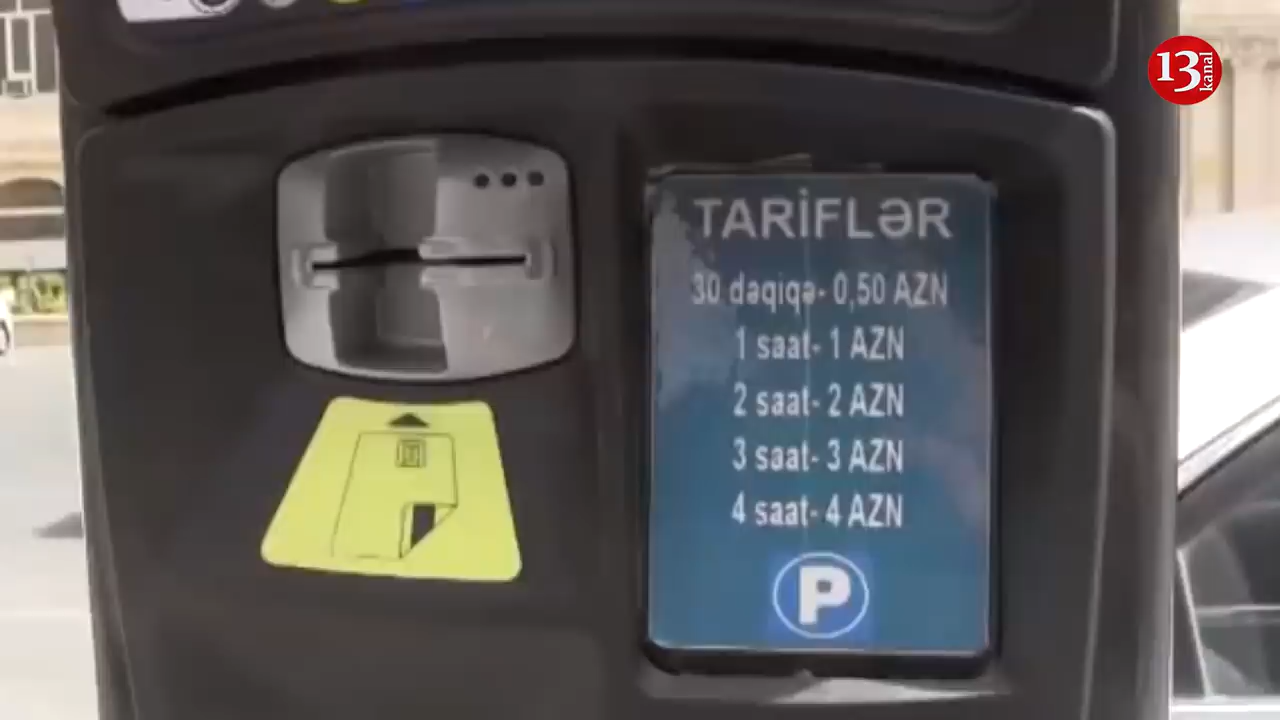 13 kanal
TARİFLƏR
30 dəqiqə- 0,50 AZN
1 saat- 1 AZN
2 saat- 2 AZN
3 saat- 3 AZN
4 saat- 4 AZN
P